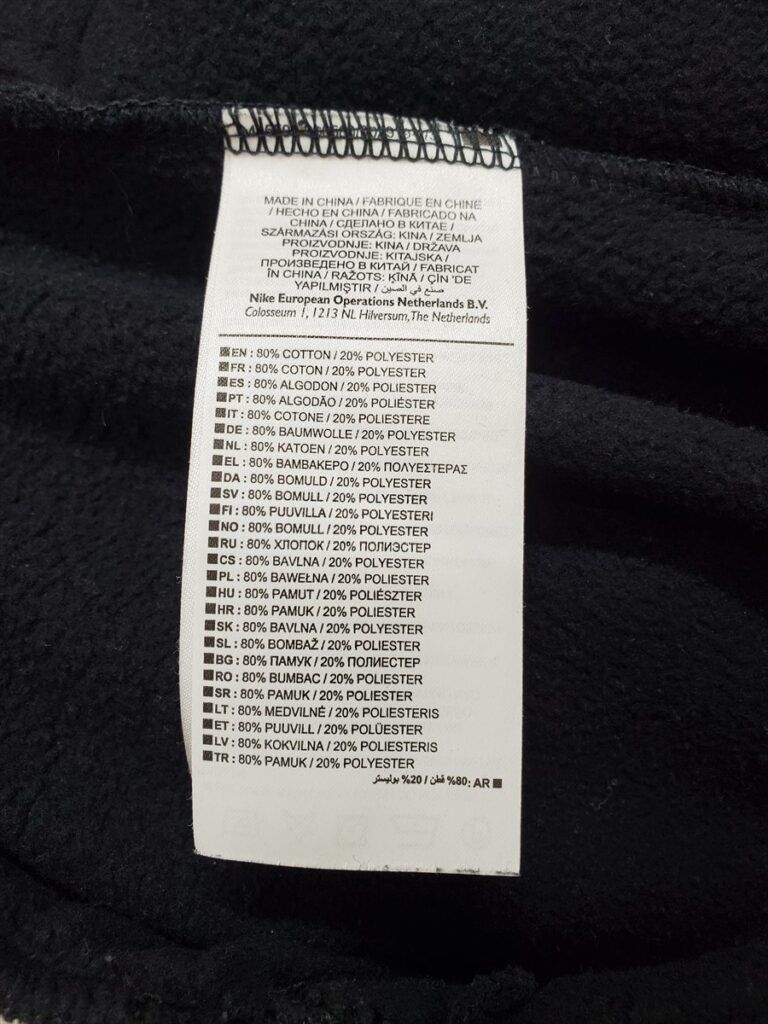 MADE IN CHINA / FABRIQUE EN CHINE
/ HECHO EN CHINA / FABRICADO NA
CHINA / СДЕЛАНО В КИТАЕ /
SZÁRMAZÁSI ORSZÁG: KINA / ZEMLJA
PROIZVODNJE: KINA / DRŽAVA
PROIZVODNJE: KITAJSKA /
ПРОИЗВЕДЕНО В КИТАЙ / FABRICAT
ÎN CHINA / RAŽOTS: ĶĪNĀ / ÇİN 'DE
YAPILMIŞTIR / صنع في الصين
Nike European Operations Netherlands B.V.
Colosseum 1, 1213 NL Hilversum, The Netherlands
EN : 80% COTTON / 20% POLYESTER
FR : 80% COTON / 20% POLYESTER
ES : 80% ALGODON / 20% POLIESTER
PT : 80% ALGODÃO / 20% POLIÉSTER
IT : 80% COTONE / 20% POLIESTERE
DE : 80% BAUMWOLLE / 20% POLYESTER
NL : 80% KATOEN / 20% POLYESTER
EL : 80% ΒΑΜΒΑΚΕΡΟ / 20% ΠΟΛΥΕΣΤΕΡΑΣ
DA : 80% BOMULD / 20% POLYESTER
SV : 80% BOMULL / 20% POLYESTER
FI : 80% PUUVILLA / 20% POLYESTERI
NO : 80% BOMULL / 20% POLYESTER
RU : 80% ХЛОПОК / 20% ПОЛИЭСТЕР
CS : 80% BAVLNA / 20% POLYESTER
PL : 80% BAWEŁNA / 20% POLIESTER
HU : 80% PAMUT / 20% POLIÉSZTER
HR : 80% PAMUK / 20% POLIESTER
SK : 80% BAVLNA / 20% POLYESTER
SL : 80% BOMBAŽ / 20% POLIESTER
BG : 80% ПАМУК / 20% ПОЛИЕСТЕР
RO : 80% BUMBAC / 20% POLIESTER
SR : 80% PAMUK / 20% POLIESTER
LT : 80% MEDVILNĖ / 20% POLIESTERIS
ET : 80% PUUVILL / 20% POLÜESTER
LV : 80% KOKVILNA / 20% POLIESTERIS
TR : 80% PAMUK / 20% POLIESTER
AR :80% قطن / 20% بوليستر